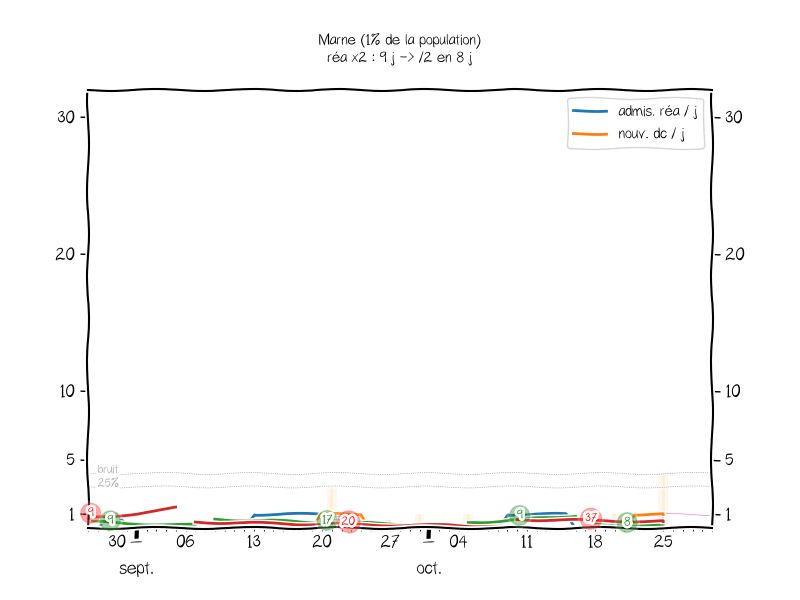 Marne (1% de la population)
réa x2 : 9 j -> /2 en 8 j
admis. réa / j
nouv. dc / j
30 30
20 20
10 10
5 5
bruit
25%
1 1
9 9 17 20 9 37 8
30 06 13 20 27 04 11 18 25
sept. oct.